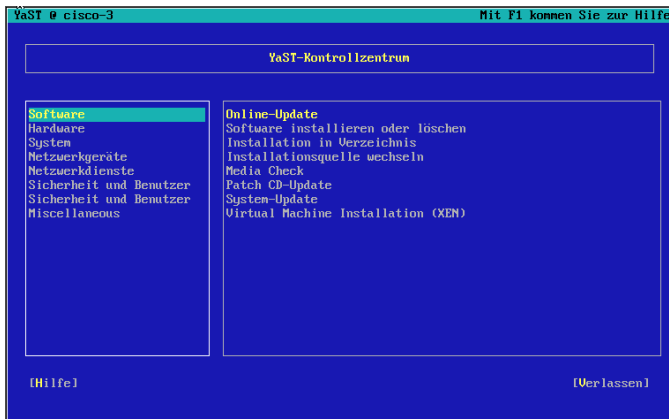 YaST @ cisco-3 Mit F1 kommen Sie zur Hilfe
YaST-Kontrollzentrum
Software
Hardware
System
Netzwerkgeräte
Netzwerkdienste
Sicherheit und Benutzer
Sicherheit und Benutzer
Miscellaneous
Online-Update
Software installieren oder löschen
Installation in Verzeichnis
Installationsquelle wechseln
Media Check
Patch CD-Update
System-Update
Virtual Machine Installation (XEN)
[Hilfe] [Verlassen]